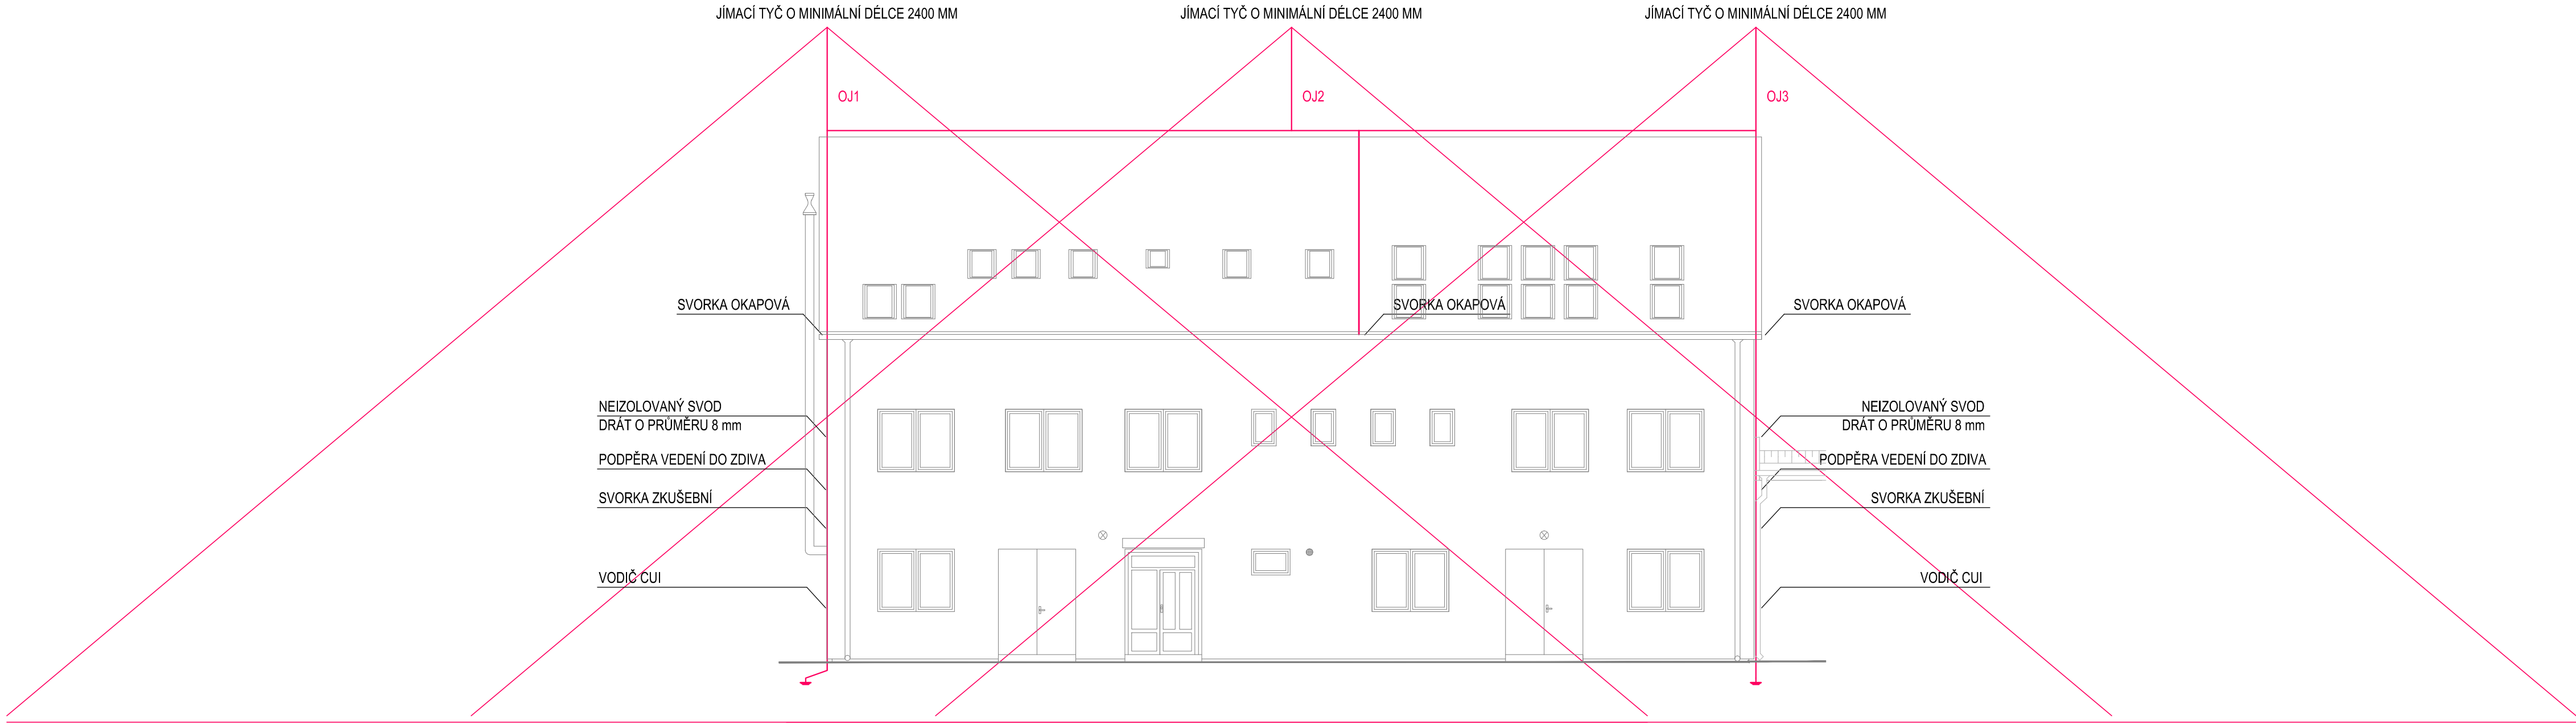 JÍMACÍ TYČ O MINIMÁLNÍ DÉLCE 2400 MM
JÍMACÍ TYČ O MINIMÁLNÍ DÉLCE 2400 MM
JÍMACÍ TYČ O MINIMÁLNÍ DÉLCE 2400 MM
OJ1
OJ2
OJ3
SVORKA OKAPOVÁ
SVORKA OKAPOVÁ
SVORKA OKAPOVÁ
NEIZOLOVANÝ SVOD
DRÁT O PRŮMĚRU 8 mm
PODPĚRA VEDENÍ DO ZDIVA
SVORKA ZKUŠEBNÍ
VODIČ CUI
NEIZOLOVANÝ SVOD
DRÁT O PRŮMĚRU 8 mm
PODPĚRA VEDENÍ DO ZDIVA
SVORKA ZKUŠEBNÍ
VODIČ CUI